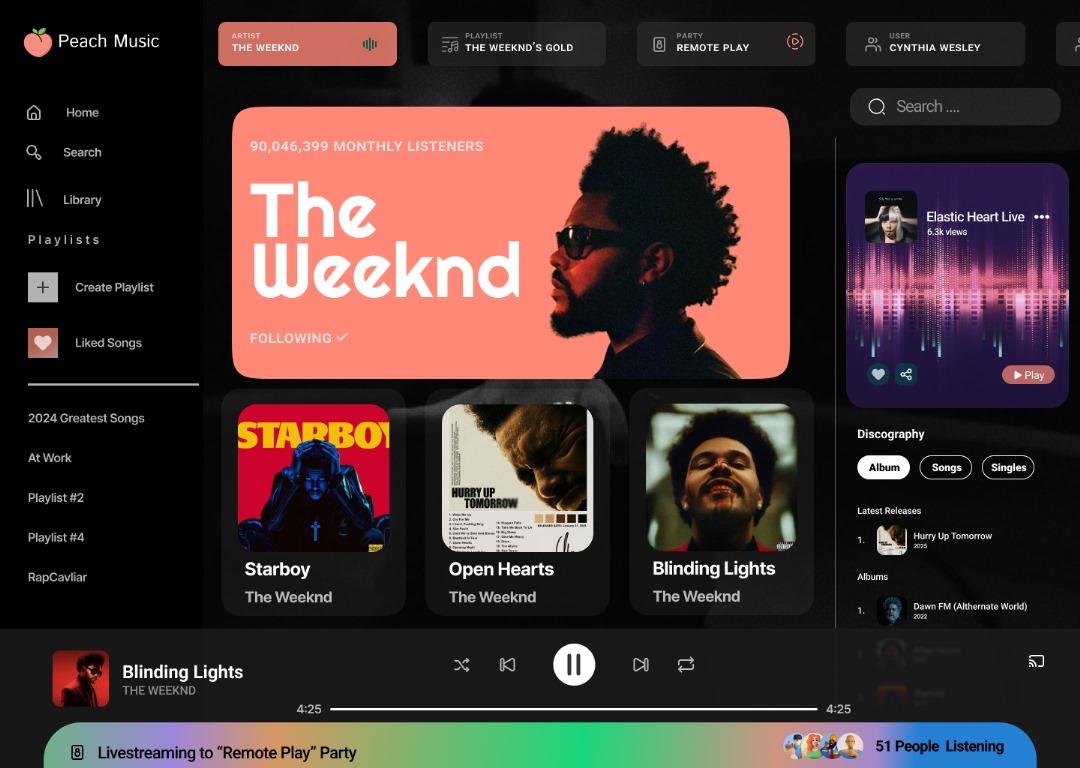 Peach Music
ARTIST
THE WEEKND
PLAYLIST
THE WEEKND'S GOLD
PARTY
REMOTE PLAY
USER
CYNTHIA WESLEY
Home
Search
Library
Playlists
Create Playlist
Liked Songs
2024 Greatest Songs
At Work
Playlist #2
Playlist #4
RapCavliar
90,046,399 MONTHLY LISTENERS
The
Weeknd
FOLLOWING
STARBOY
Starboy
The Weeknd
HURRY UP
TOMORROW
Open Hearts
The Weeknd
Blinding Lights
The Weeknd
Search ....
Elastic Heart Live
6.3k views
Play
Discography
Album
Songs
Singles
Latest Releases
1.
Hurry Up Tomorrow
2025
Albums
1.
Dawn FM (Althernate World)
2022
After Hours
Starboy
Blinding Lights
THE WEEKND
4:25
4:25
Livestreaming to “Remote Play” Party
51 People Listening